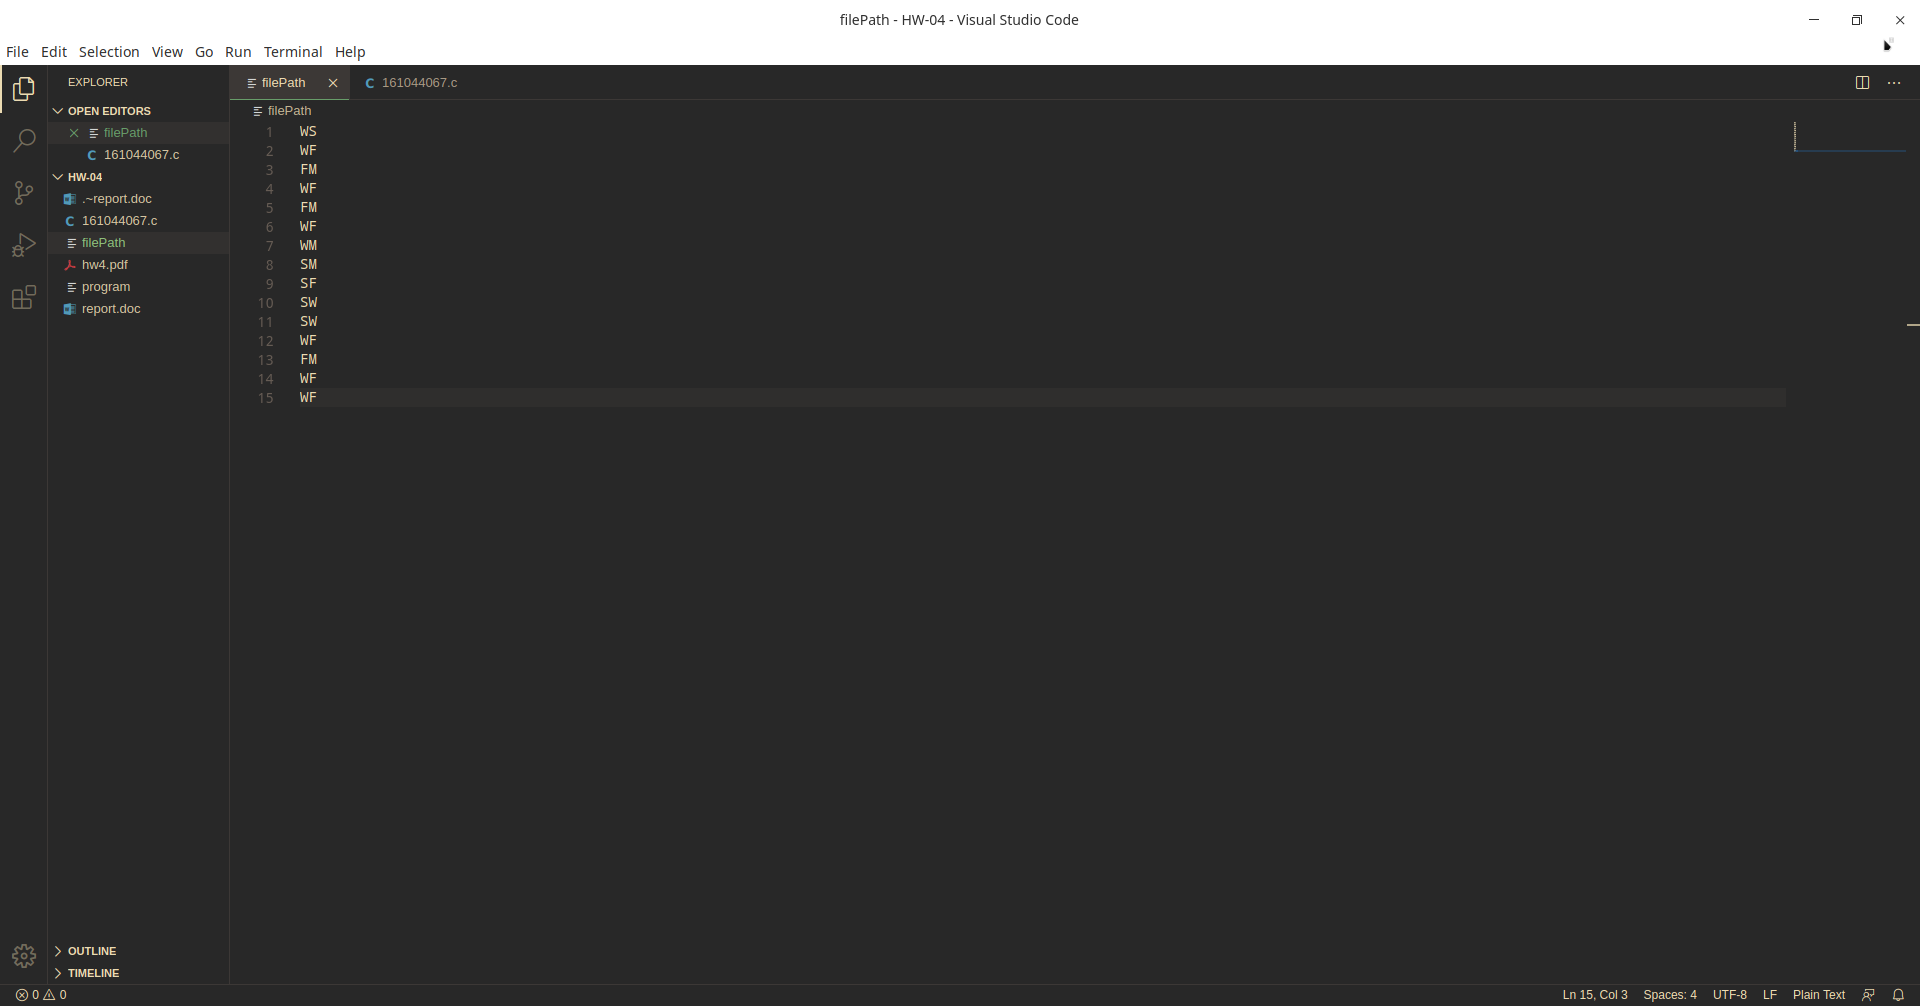 filePath - HW-04 - Visual Studio Code
File Edit Selection View Go Run Terminal Help
EXPLORER
OPEN EDITORS
filePath
161044067.c
HW-04
.~report.doc
161044067.c
filePath
hw4.pdf
program
report.doc
OUTLINE
TIMELINE
filePath
161044067.c
filePath
1 WS
2 WF
3 FM
4 WF
5 FM
6 WF
7 WM
8 SM
9 SF
10 SW
11 SW
12 WF
13 FM
14 WF
15 WF
0 0
Ln 15, Col 3 Spaces: 4 UTF-8 LF Plain Text